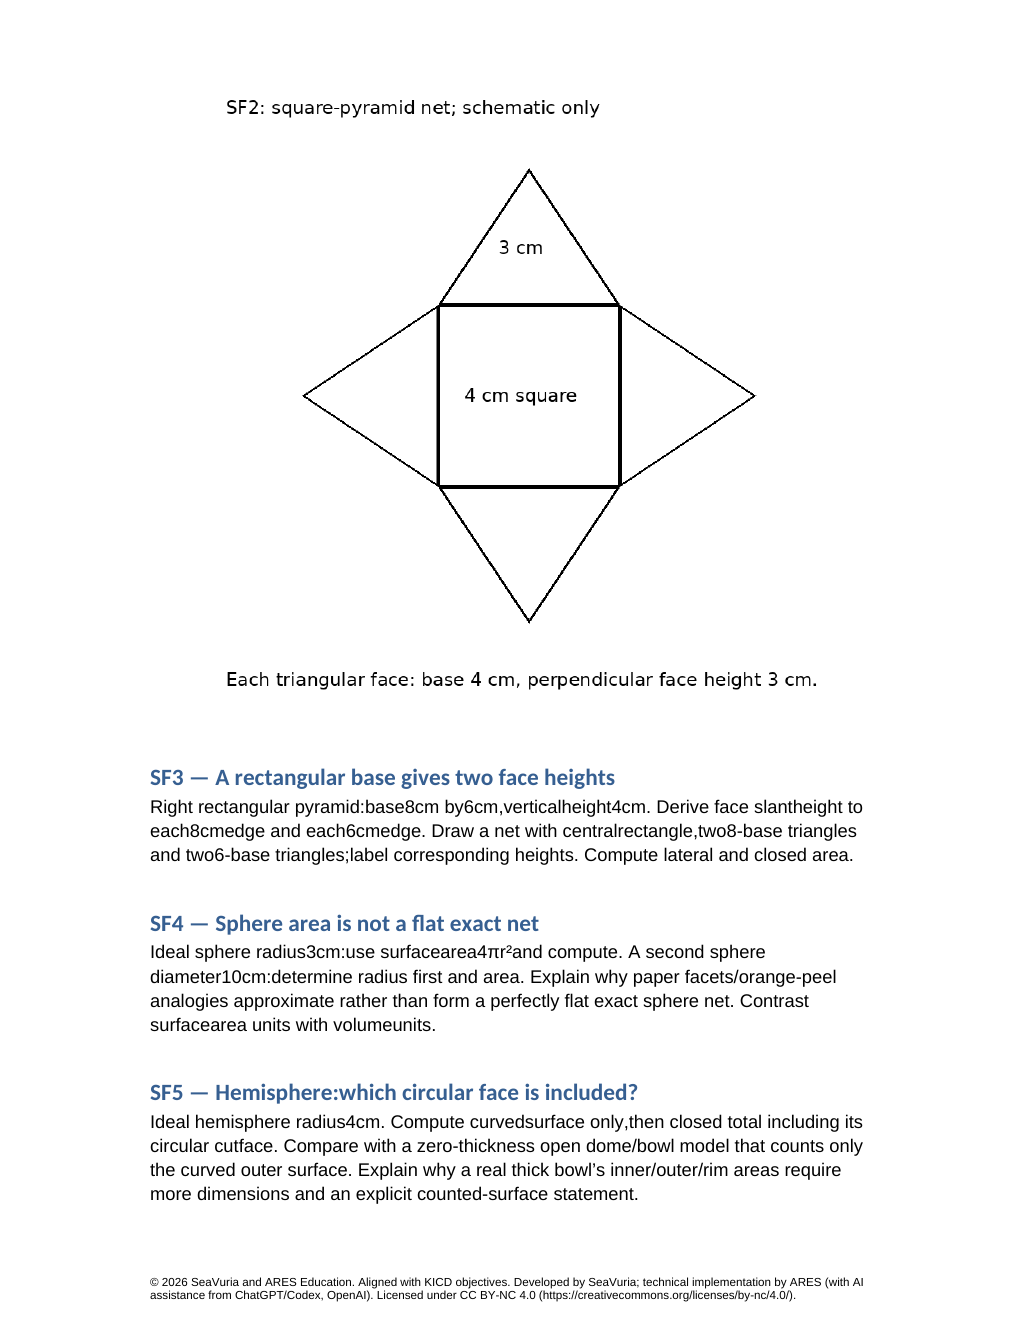 SF2: square-pyramid net; schematic only
3 cm
4 cm square
Each triangular face: base 4 cm, perpendicular face height 3 cm.
SF3 — A rectangular base gives two face heights
Right rectangular pyramid:base8cm by6cm,verticalheight4cm. Derive face slantheight to
each8cmedge and each6cmedge. Draw a net with centralrectangle,two8-base triangles
and two6-base triangles;label corresponding heights. Compute lateral and closed area.
SF4 — Sphere area is not a flat exact net
Ideal sphere radius3cm:use surfacearea4πr²and compute. A second sphere
diameter10cm:determine radius first and area. Explain why paper facets/orange-peel
analogies approximate rather than form a perfectly flat exact sphere net. Contrast
surfacearea units with volumeunits.
SF5 — Hemisphere:which circular face is included?
Ideal hemisphere radius4cm. Compute curvedsurface only,then closed total including its
circular cutface. Compare with a zero-thickness open dome/bowl model that counts only
the curved outer surface. Explain why a real thick bowl’s inner/outer/rim areas require
more dimensions and an explicit counted-surface statement.
© 2026 SeaVuria and ARES Education. Aligned with KICD objectives. Developed by SeaVuria; technical implementation by ARES (with AI
assistance from ChatGPT/Codex, OpenAI). Licensed under CC BY-NC 4.0 (https://creativecommons.org/licenses/by-nc/4.0/).